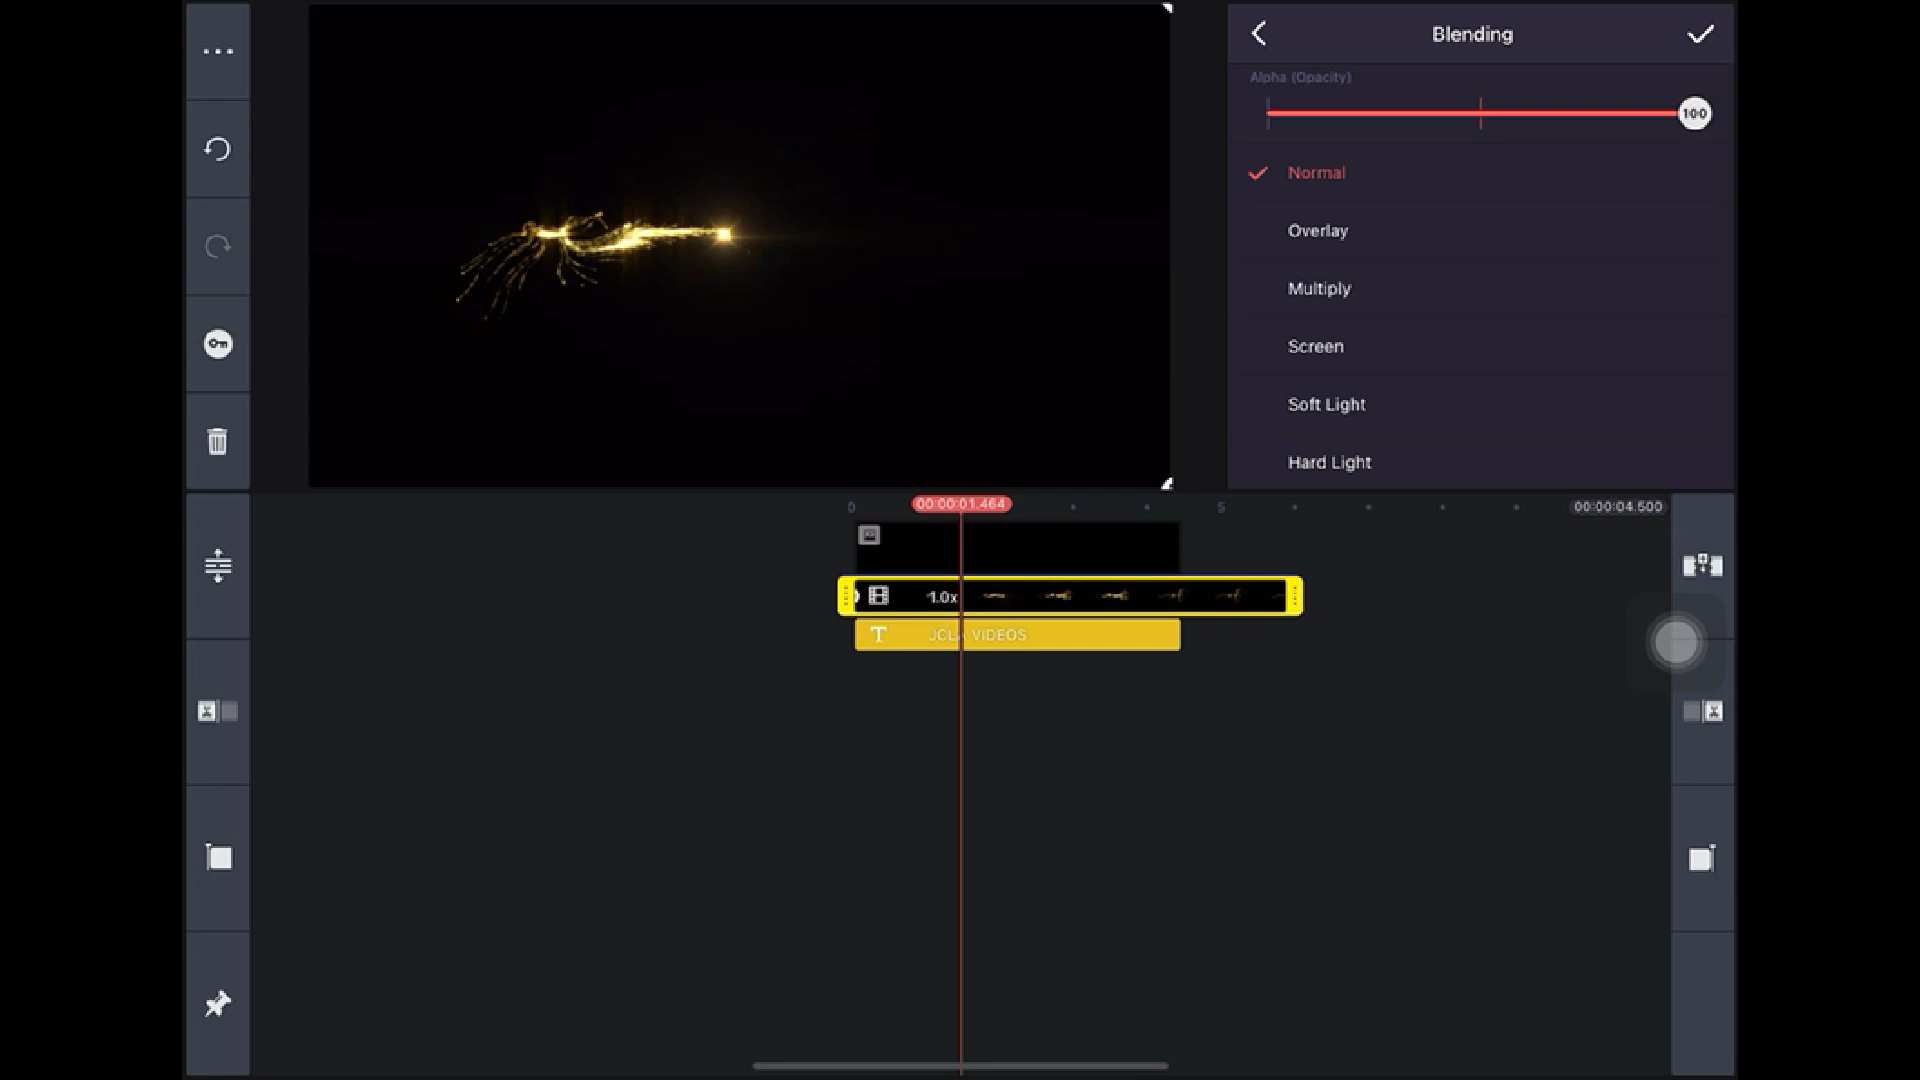 Blending
Alpha (Opacity)
100
Normal
Overlay
Multiply
Screen
Soft Light
Hard Light
0
00:00:01.464
5
00:00:04.500
1.0x
T
JCLA VIDEOS